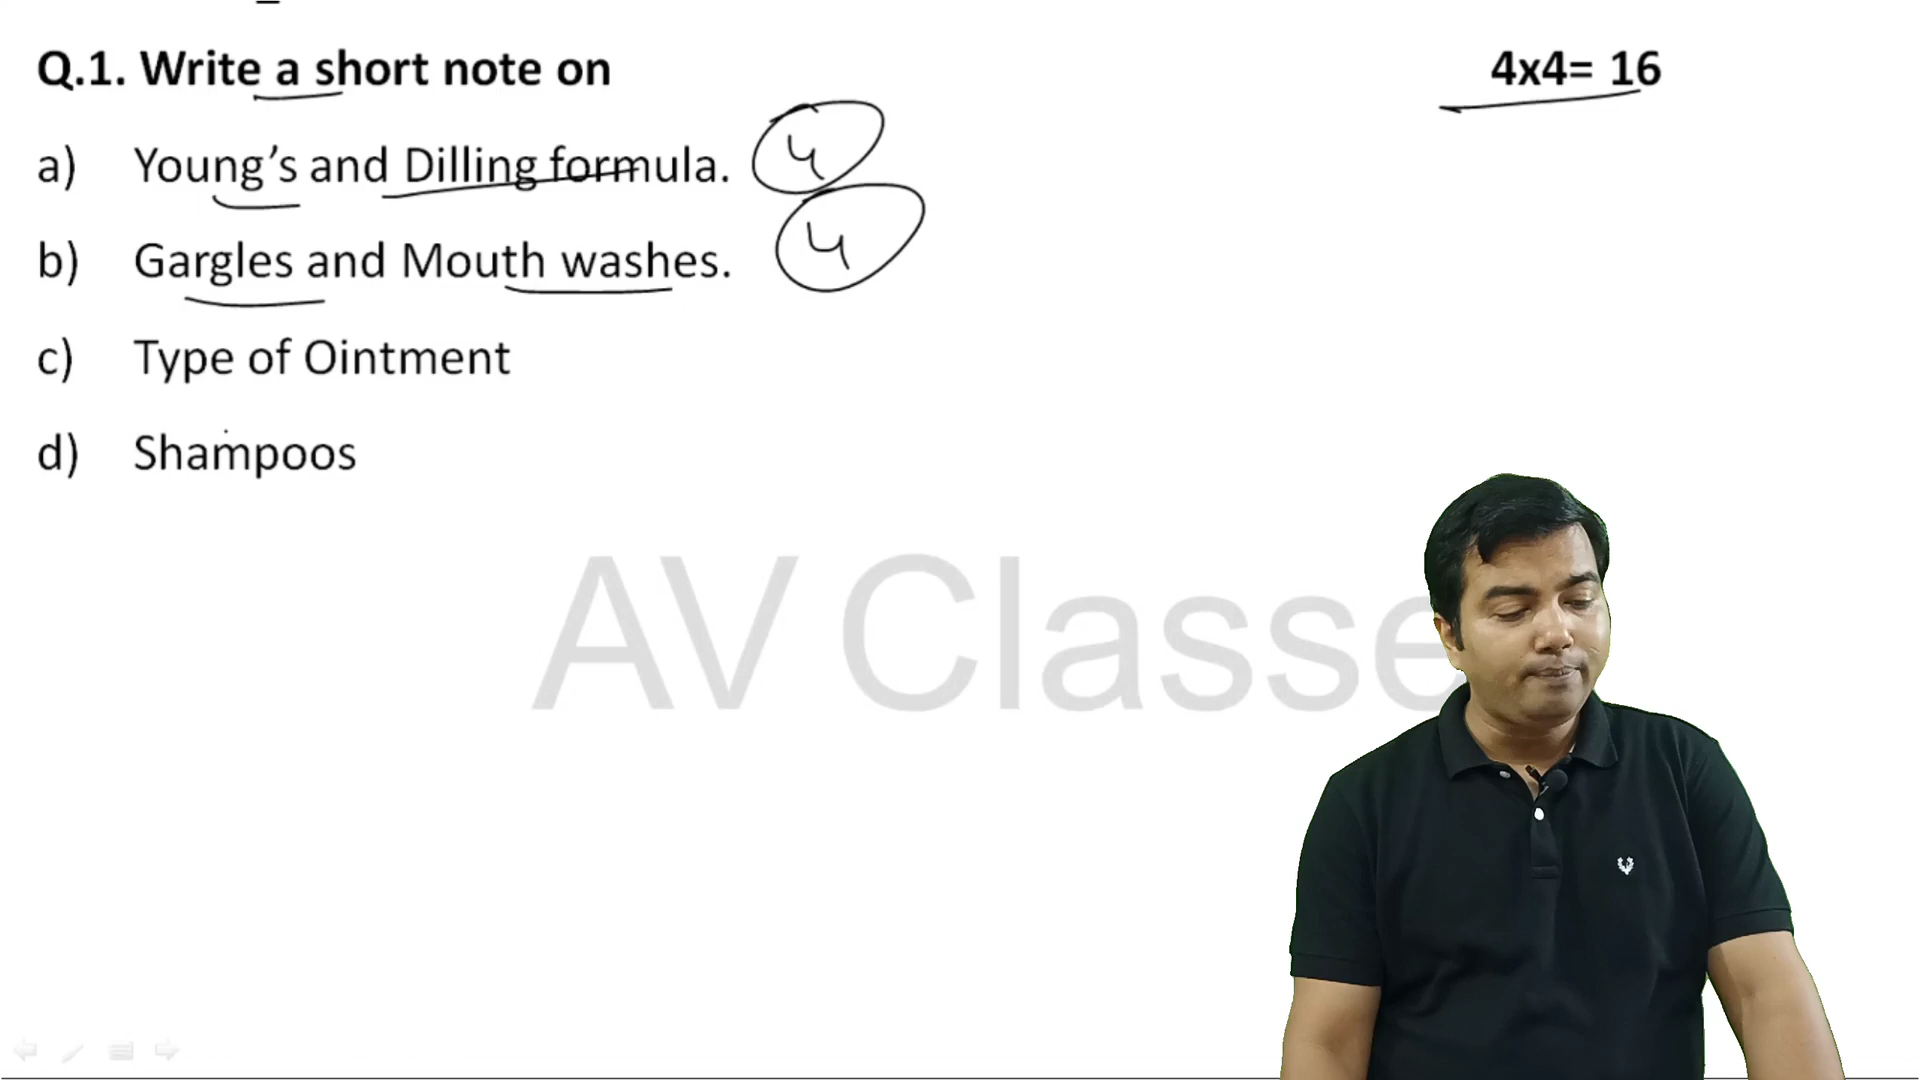 Q.1. Write a short note on 4x4= 16
a) Young's and Dilling formula. 4
b) Gargles and Mouth washes. 4
c) Type of Ointment
d) Shampoos
AV Classe